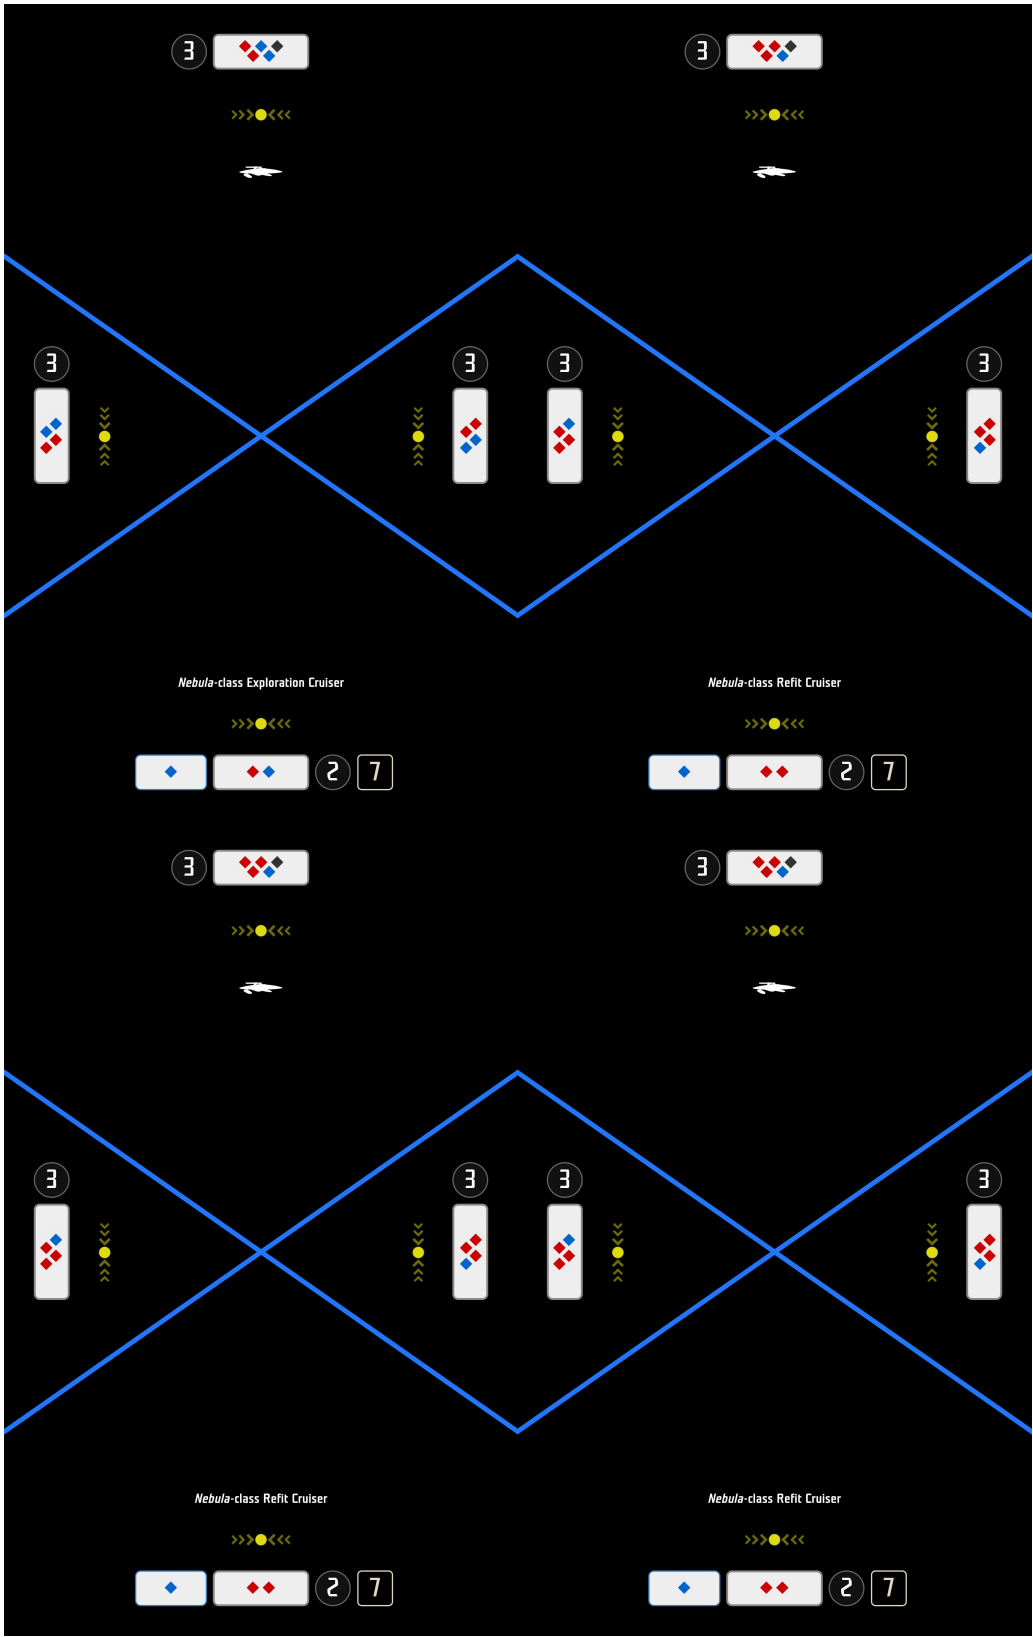 3 3
3 3 3 3
Nebula-class Exploration Cruiser Nebula-class Refit Cruiser
2 7 2 7
3 3
3 3 3 3
Nebula-class Refit Cruiser Nebula-class Refit Cruiser
2 7 2 7